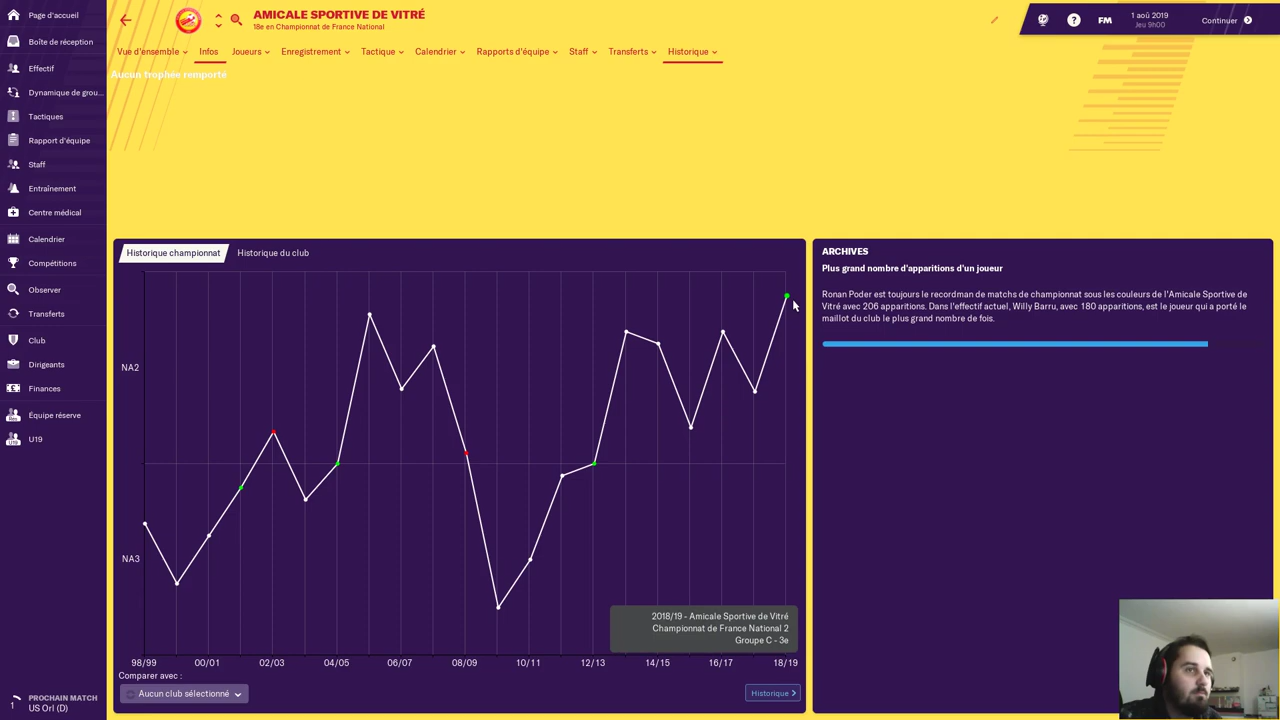 Page d'accueil
Boîte de réception
Effectif
Dynamique de grou...
Tactiques
Rapport d'équipe
Staff
Entraînement
Centre médical
Calendrier
Compétitions
Observer
Transferts
Club
Dirigeants
Finances
Équipe réserve
U19
1
PROCHAIN MATCH
US Orl (D)
AMICALE SPORTIVE DE VITRÉ
18e en Championnat de France National
FM
1 aoû 2019
Jeu 9h00
Continuer
Vue d'ensemble Infos Joueurs Enregistrement Tactique Calendrier Rapports d'équipe Staff Transferts Historique
Aucun trophée remporté
Historique championnat
Historique du club
NA2
NA3
98/99 00/01 02/03 04/05 06/07 08/09 10/11 12/13 14/15 16/17 18/19
2018/19 - Amicale Sportive de Vitré
Championnat de France National 2
Groupe C - 3e
Comparer avec :
Aucun club sélectionné
Historique
ARCHIVES
Plus grand nombre d'apparitions d'un joueur
Ronan Poder est toujours le recordman de matchs de championnat sous les couleurs de l'Amicale Sportive de
Vitré avec 206 apparitions. Dans l'effectif actuel, Willy Barru, avec 180 apparitions, est le joueur qui a porté le
maillot du club le plus grand nombre de fois.